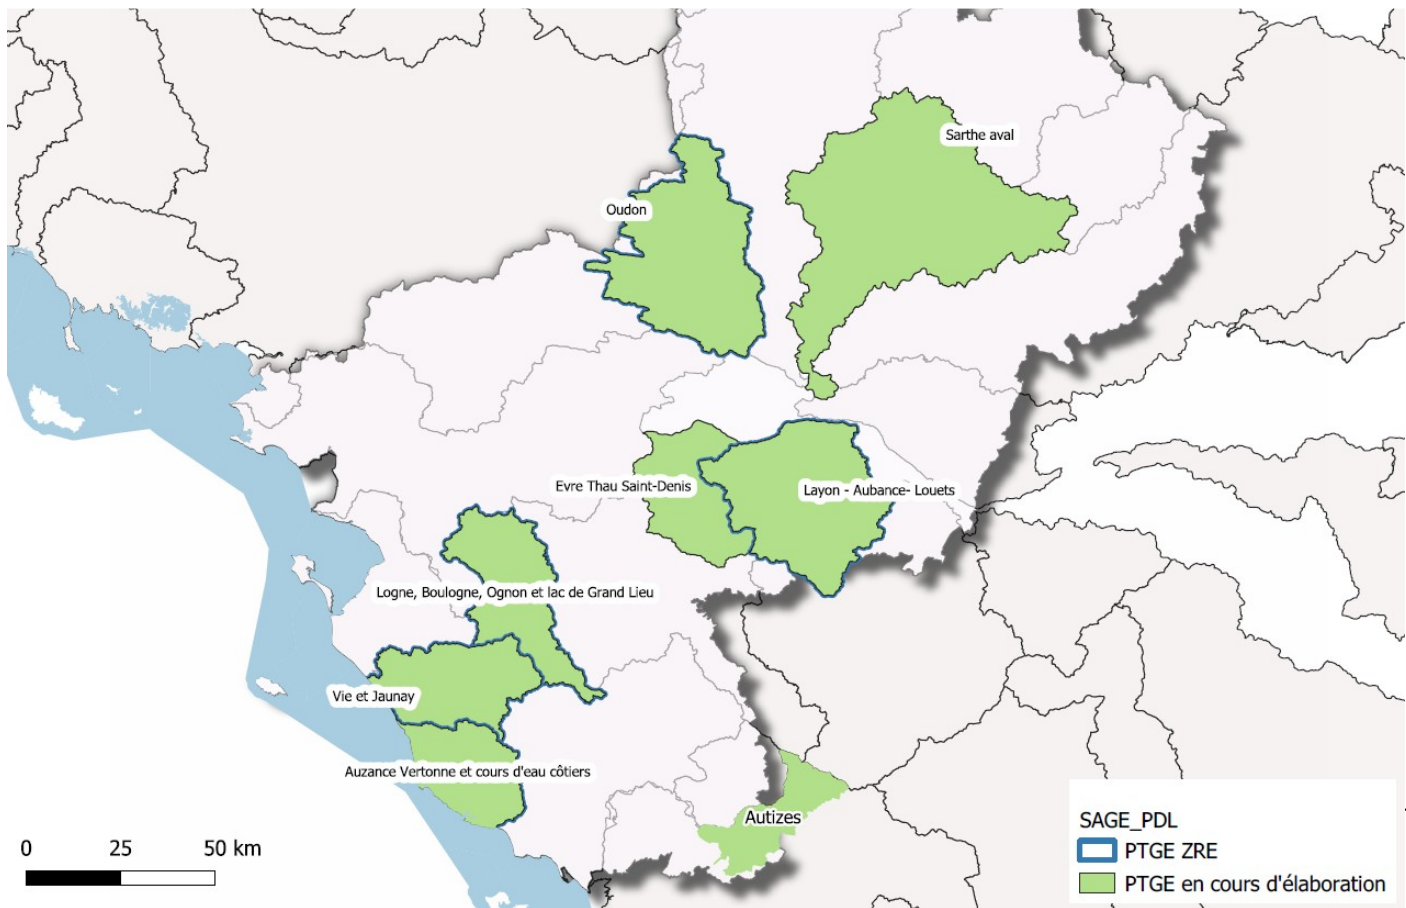 Sarthe aval
Oudon
Evre Thau Saint-Denis
Layon - Aubance- Louets
Logne, Boulogne, Ognon et lac de Grand Lieu
Vie et Jaunay
Auzance Vertonne et cours d'eau côtiers
Autizes
0 25 50 km
SAGE_PDL
PTGE ZRE
PTGE en cours d'élaboration